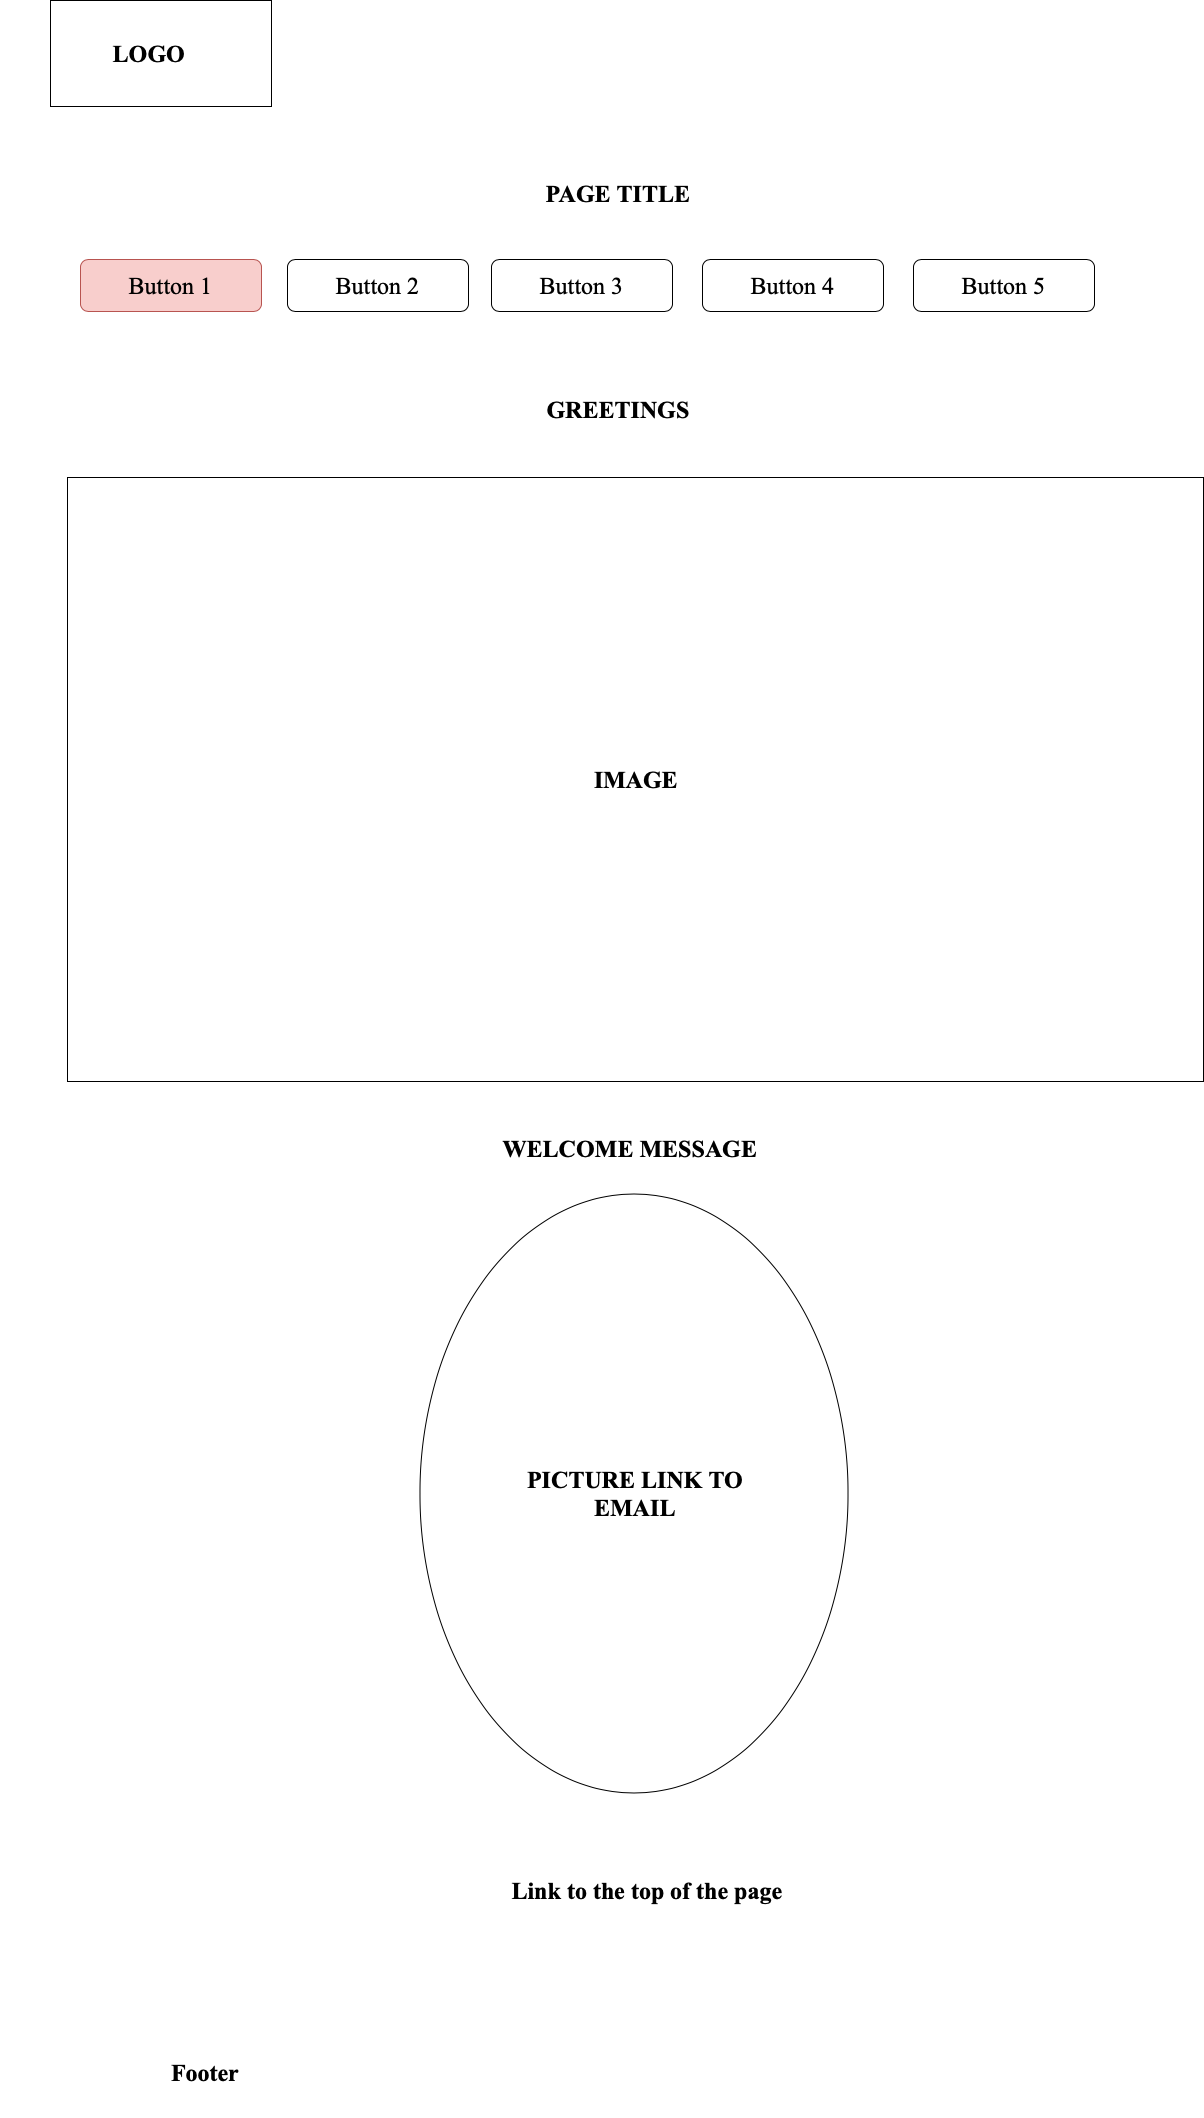 LOGO
PAGE TITLE
Button 1
Button 2
Button 3
Button 4
Button 5
GREETINGS
IMAGE
WELCOME MESSAGE
PICTURE LINK TO
EMAIL
Link to the top of the page
Footer